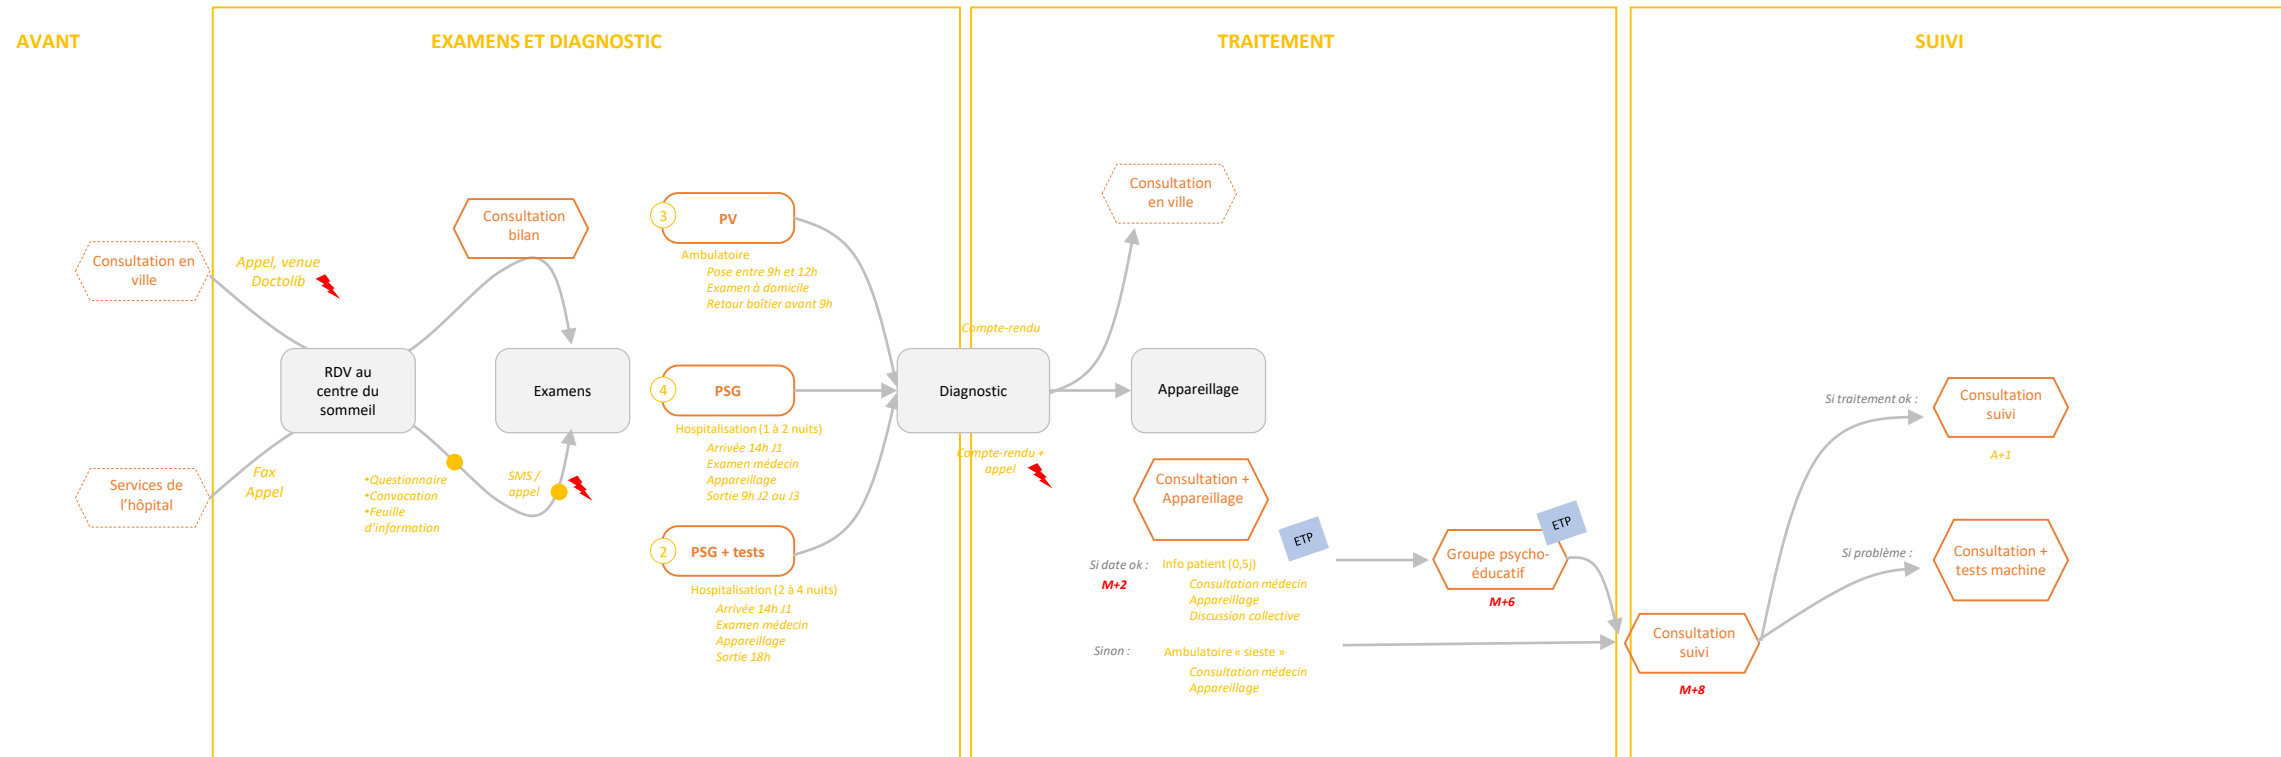 AVANT
EXAMENS ET DIAGNOSTIC
TRAITEMENT
SUIVI
Consultation en
ville
Services de
l'hôpital
Appel, venue
Doctolib
Fax
Appel
RDV au
centre du
sommeil
Consultation
bilan
•Questionnaire
•Convocation
•Feuille
d'information
SMS /
appel
Examens
3
PV
Ambulatoire
Pose entre 9h et 12h
Examen à domicile
Retour boîtier avant 9h
4
PSG
Hospitalisation (1 à 2 nuits)
Arrivée 14h J1
Examen médecin
Appareillage
Sortie 9h J2 ou J3
2
PSG + tests
Hospitalisation (2 à 4 nuits)
Arrivée 14h J1
Examen médecin
Appareillage
Sortie 18h
Compte-rendu
Diagnostic
Compte-rendu +
appel
Consultation
en ville
Appareillage
Consultation +
Appareillage
ETP
Si date ok :
M+2
Info patient (0,5j)
Consultation médecin
Appareillage
Discussion collective
Sinon :
Ambulatoire « sieste »
Consultation médecin
Appareillage
ETP
Groupe psycho-
éducatif
M+6
Consultation
suivi
M+8
Si traitement ok :
Consultation
suivi
A+1
Si problème :
Consultation +
tests machine